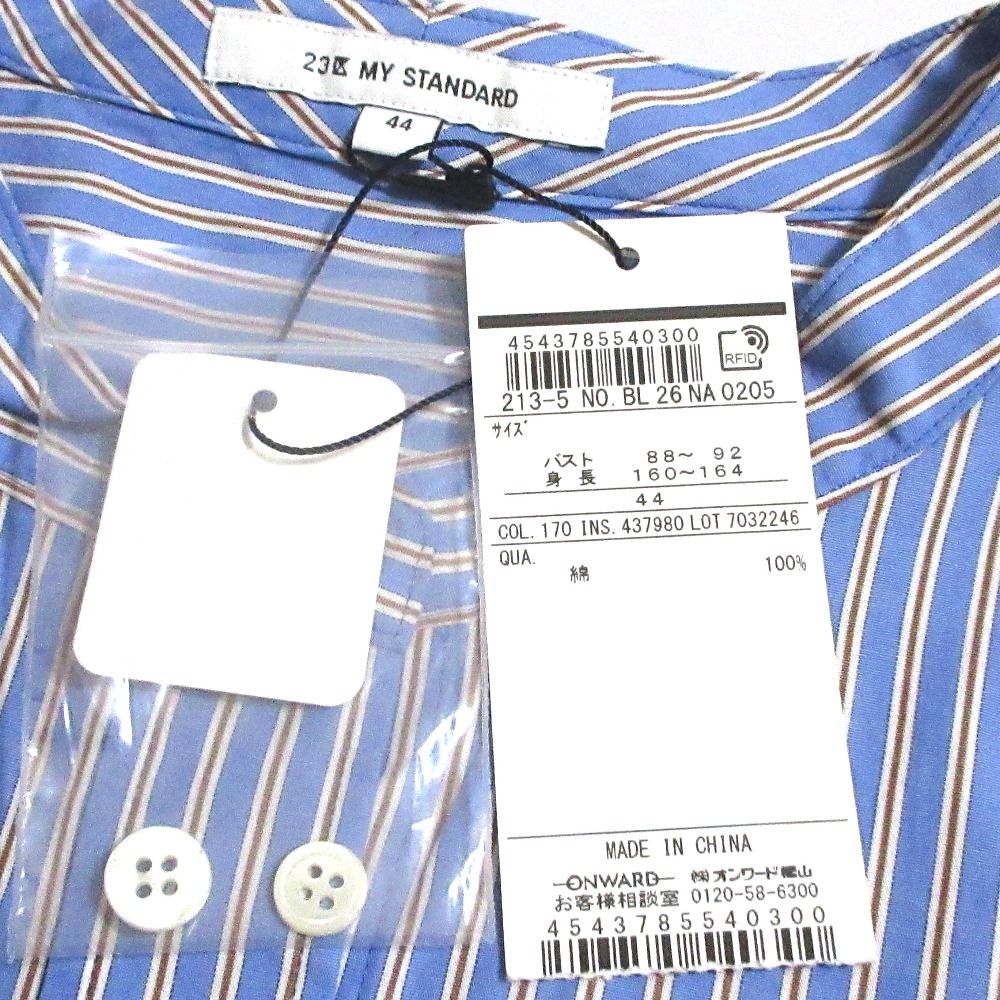 23区 MY STANDARD
44
4543785540300
RFID
213-5 NO. BL 26 NA 0205
サイズ
バスト 88〜 92
身長 160〜164
44
COL. 170 INS. 437980 LOT 7032246
QUA.
綿 100%
MADE IN CHINA
ONWARD ㈱オンワード樫山
お客様相談室 0120-58-6300
4543785540300